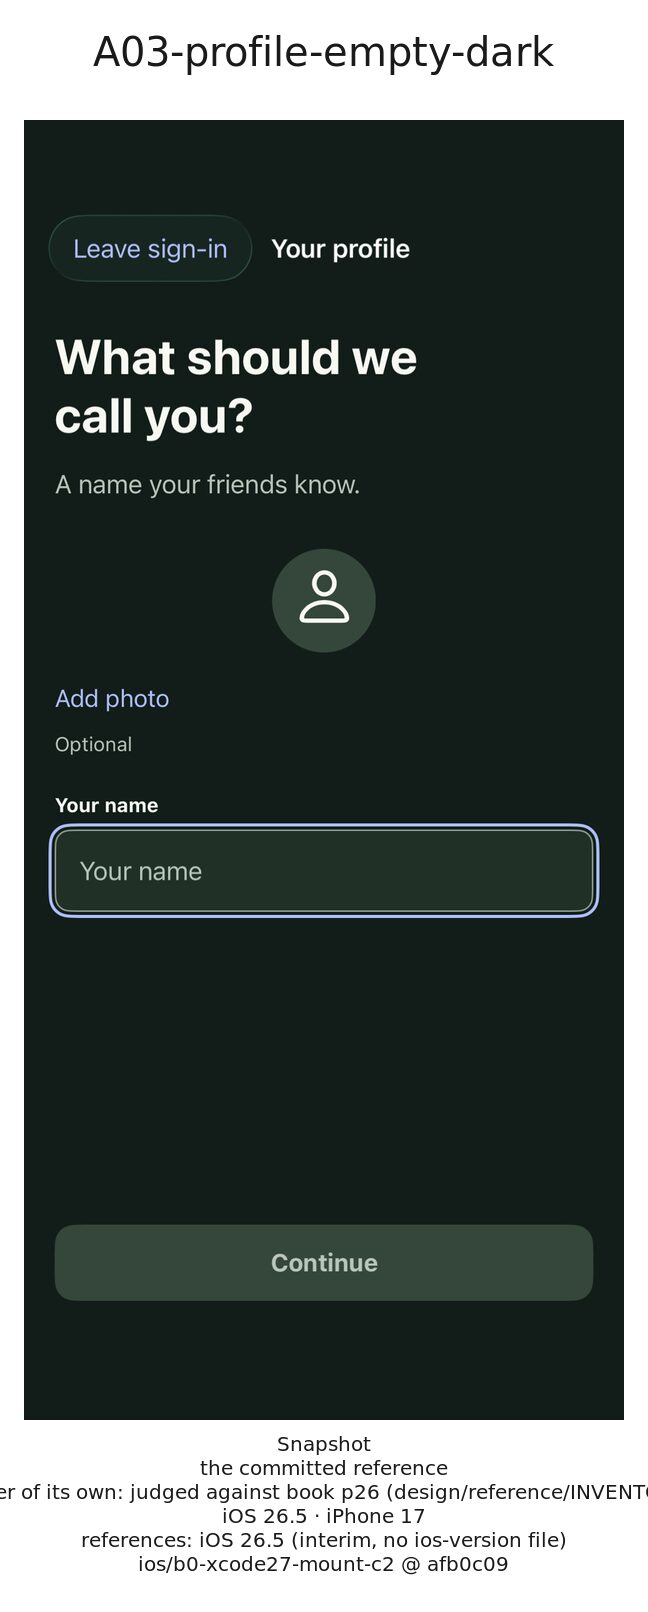 A03-profile-empty-dark
Leave sign-in
Your profile
What should we
call you?
A name your friends know.
Add photo
Optional
Your name
Your name
Continue
Snapshot
the committed reference
of its own: judged against book p26 (design/reference/
iOS 26.5 · iPhone 17
references: iOS 26.5 (interim, no ios-version file)
ios/b0-xcode27-mount-c2 @ afb0c09